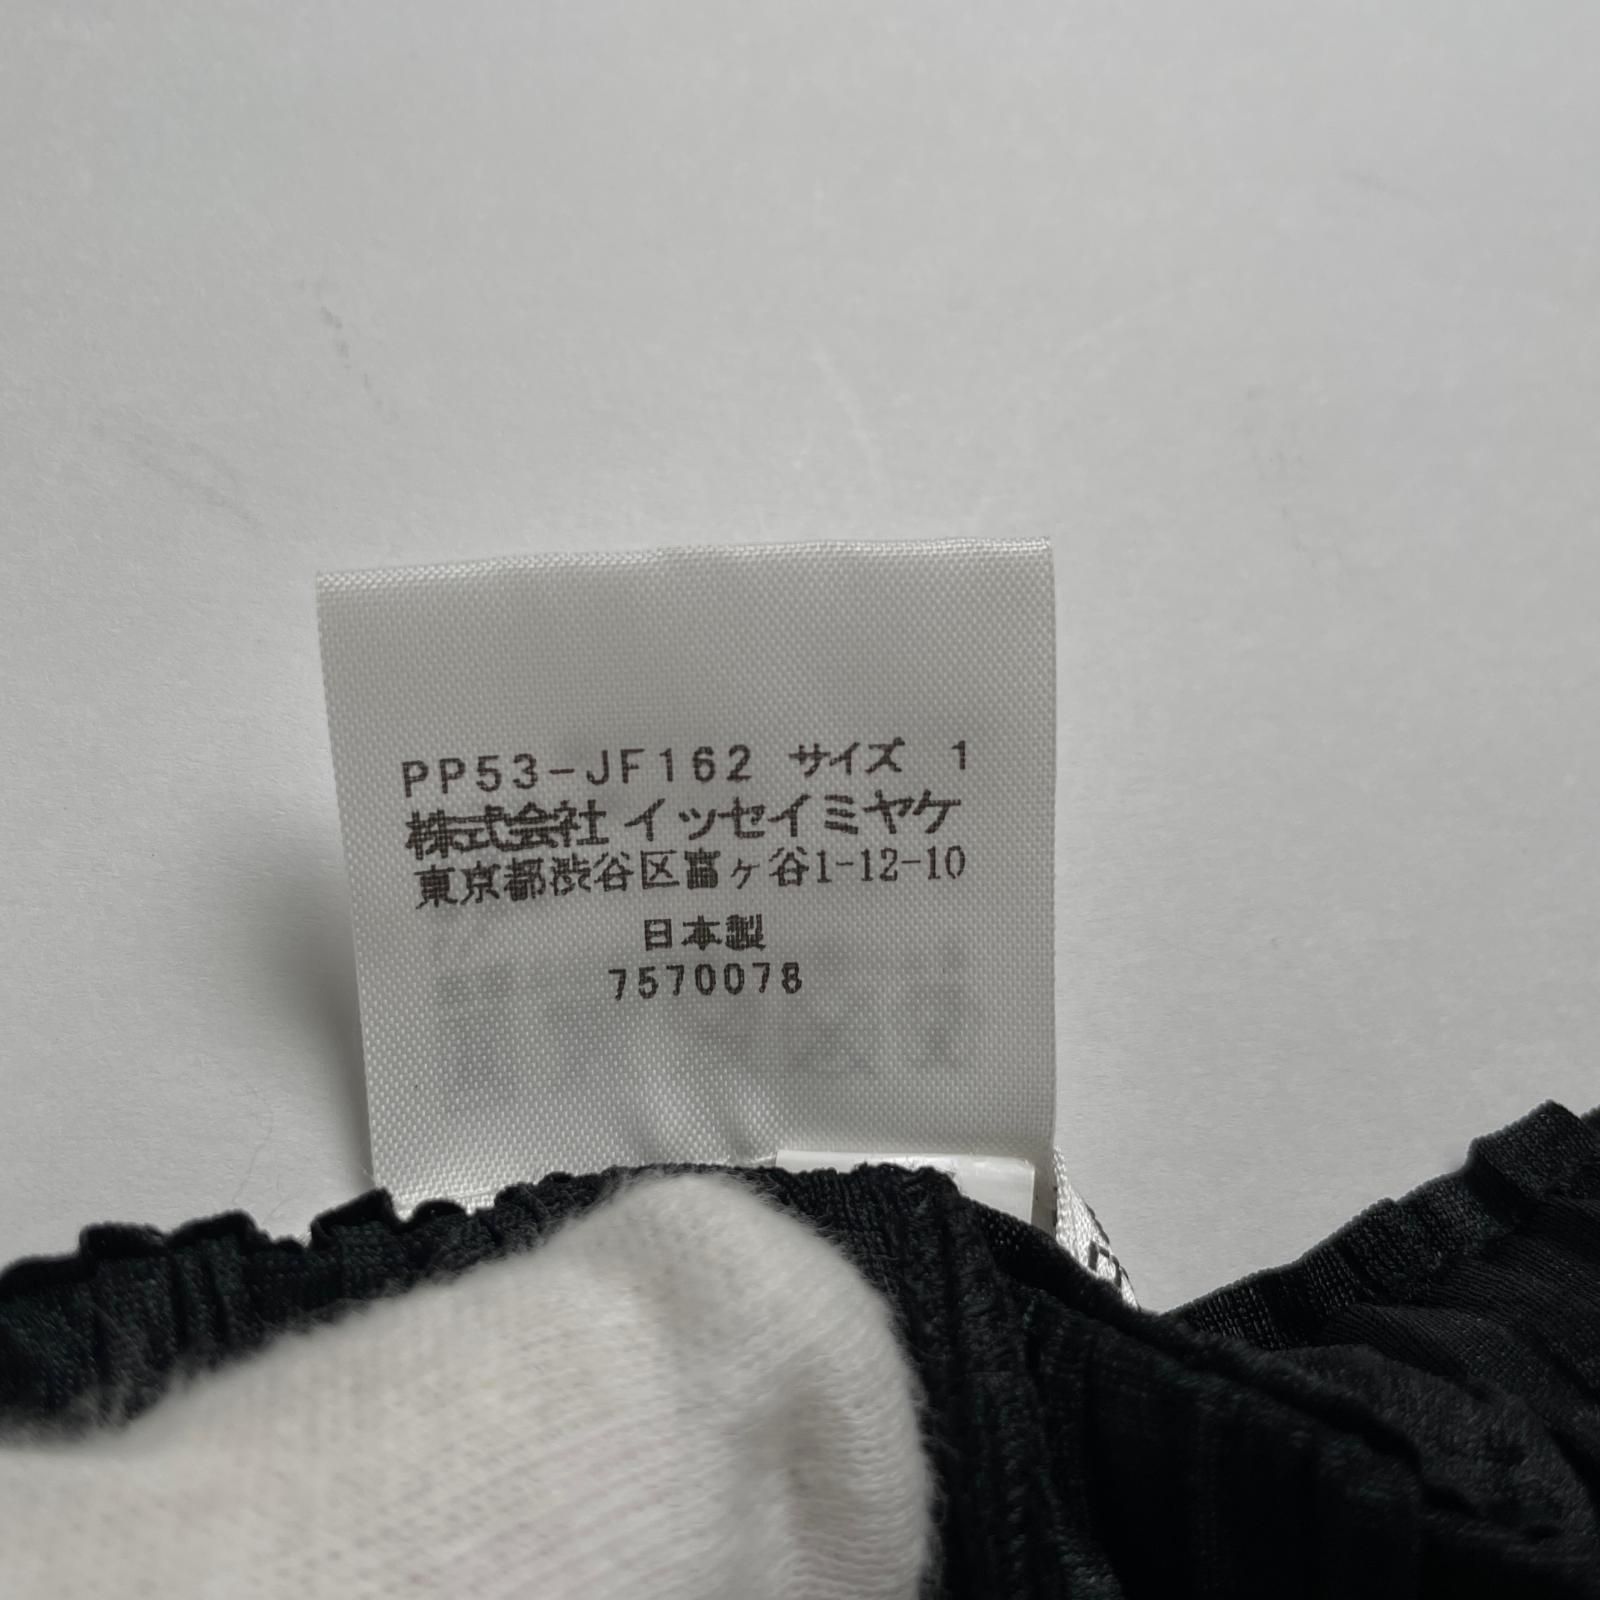 PP53-JF162 サイズ 1
株式会社 イッセイミヤケ
東京都渋谷区富ヶ谷1-12-10
日本製
7570078